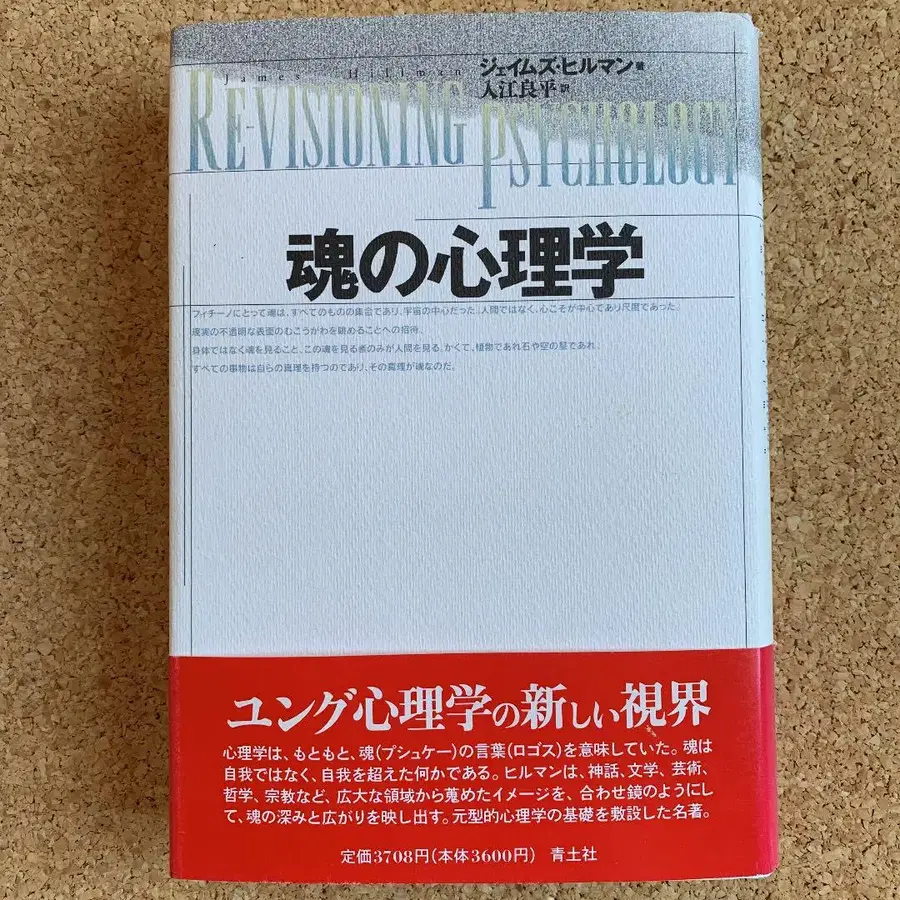 James Hillman
ジェイムズ・ヒルマン 著
入江良平 訳
RE-VISIONING
PSYCHOLOGY
魂の心理学
フィチーノにとって魂は、すべてのものの集合であり、宇宙の中心だった。人間ではなく、心こそが中心であり尺度であった。
現実の不透明な表面のむこうがわを眺めることへの招待。
身体ではなく魂を見ること、この魂を見る者のみが人間を見る。かくて、植物であれ石や空の星であれ、
すべての事物は自らの真理を持つのであり、その真理が魂なのだ。
ユング心理学の新しい視界
心理学は、もともと、魂(プシュケー)の言葉(ロゴス)を意味していた。魂は
自我ではなく、自我を超えた何かである。ヒルマンは、神話、文学、芸術、
哲学、宗教など、広大な領域から蒐めたイメージを、合わせ鏡のようにし
て、魂の深みと広がりを映し出す。元型的心理学の基礎を敷設した名著。
定価3708円(本体3600円) 青土社